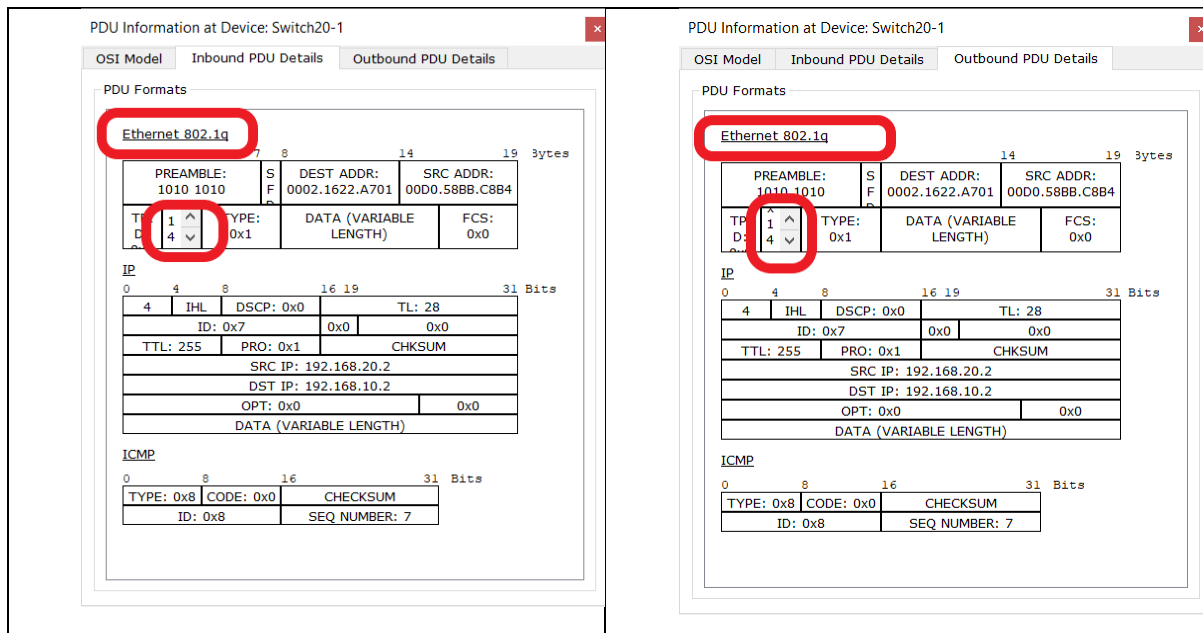 PDU Information at Device: Switch20-1
OSI Model Inbound PDU Details Outbound PDU Details
PDU Formats
Ethernet 802.1q
7 8 14 19 Bytes
PREAMBLE: 1010 1010 S F DEST ADDR: 0002.1622.A701 SRC ADDR: 00D0.58BB.C8B4
1 4 TYPE: 0x1 DATA (VARIABLE LENGTH) FCS: 0x0
IP
0 4 8 16 19 31 Bits
4 IHL DSCP: 0x0 TL: 28
ID: 0x7 0x0 0x0
TTL: 255 PRO: 0x1 CHKSUM
SRC IP: 192.168.20.2
DST IP: 192.168.10.2
OPT: 0x0 0x0
DATA (VARIABLE LENGTH)
ICMP
0 8 16 31 Bits
TYPE: 0x8 CODE: 0x0 CHECKSUM
ID: 0x8 SEQ NUMBER: 7
PDU Information at Device: Switch20-1
OSI Model Inbound PDU Details Outbound PDU Details
PDU Formats
Ethernet 802.1q
14 19 Bytes
PREAMBLE: 1010 1010 S F DEST ADDR: 0002.1622.A701 SRC ADDR: 00D0.58BB.C8B4
TP D: 1 4 TYPE: 0x1 DATA (VARIABLE LENGTH) FCS: 0x0
IP
0 4 8 16 19 31 Bits
4 IHL DSCP: 0x0 TL: 28
ID: 0x7 0x0 0x0
TTL: 255 PRO: 0x1 CHKSUM
SRC IP: 192.168.20.2
DST IP: 192.168.10.2
OPT: 0x0 0x0
DATA (VARIABLE LENGTH)
ICMP
0 8 16 31 Bits
TYPE: 0x8 CODE: 0x0 CHECKSUM
ID: 0x8 SEQ NUMBER: 7